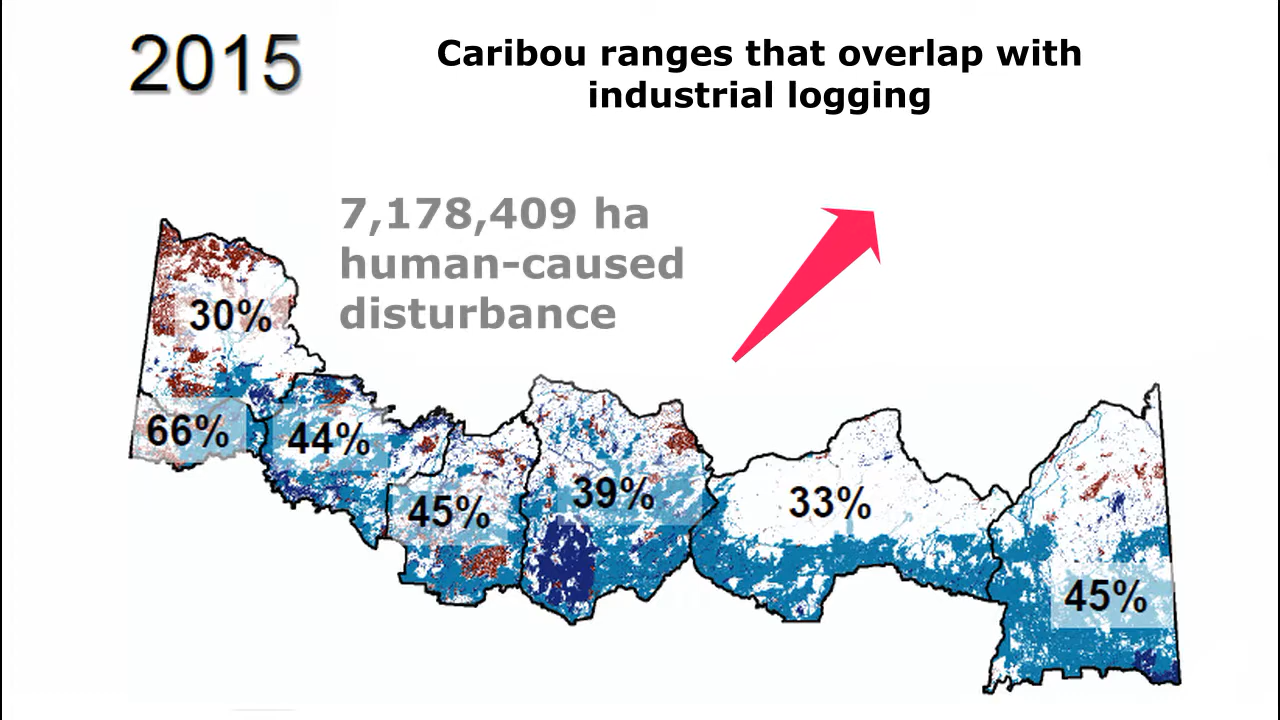 2015
Caribou ranges that overlap with
industrial logging
7,178,409 ha
human-caused
disturbance
30%
66%
44%
45%
39%
33%
45%